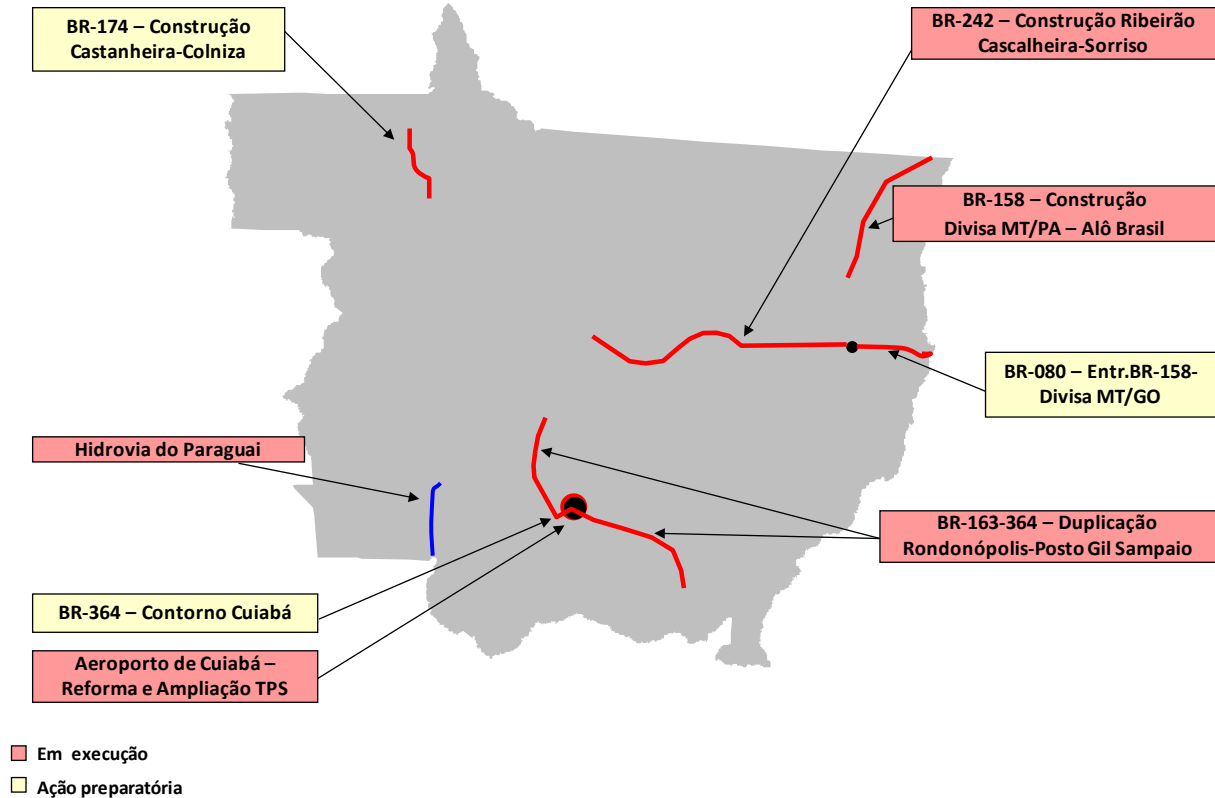 BR-174 – Construção
Castanheira-Colniza
BR-242 – Construção Ribeirão
Cascalheira-Sorriso
BR-158 – Construção
Divisa MT/PA – Alô Brasil
BR-080 – Entr.BR-158-
Divisa MT/GO
Hidrovia do Paraguai
BR-163-364 – Duplicação
Rondonópolis-Posto Gil Sampaio
BR-364 – Contorno Cuiabá
Aeroporto de Cuiabá –
Reforma e Ampliação TPS
Em execução
Ação preparatória